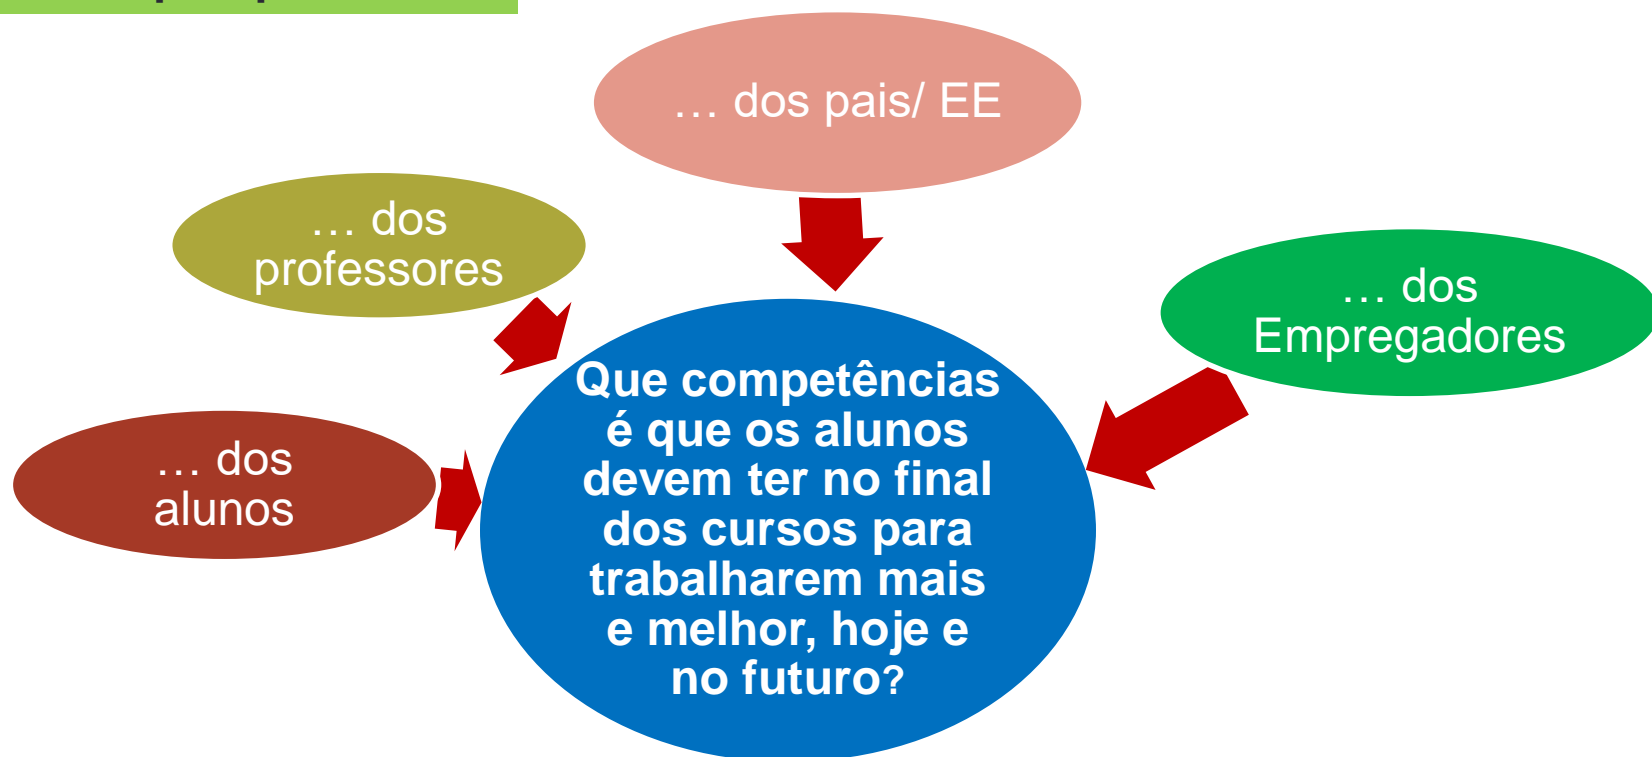 … dos pais/ EE
… dos
professores
… dos
Empregadores
… dos
alunos
Que competências
é que os alunos
devem ter no final
dos cursos para
trabalharem mais
e melhor, hoje e
no futuro?